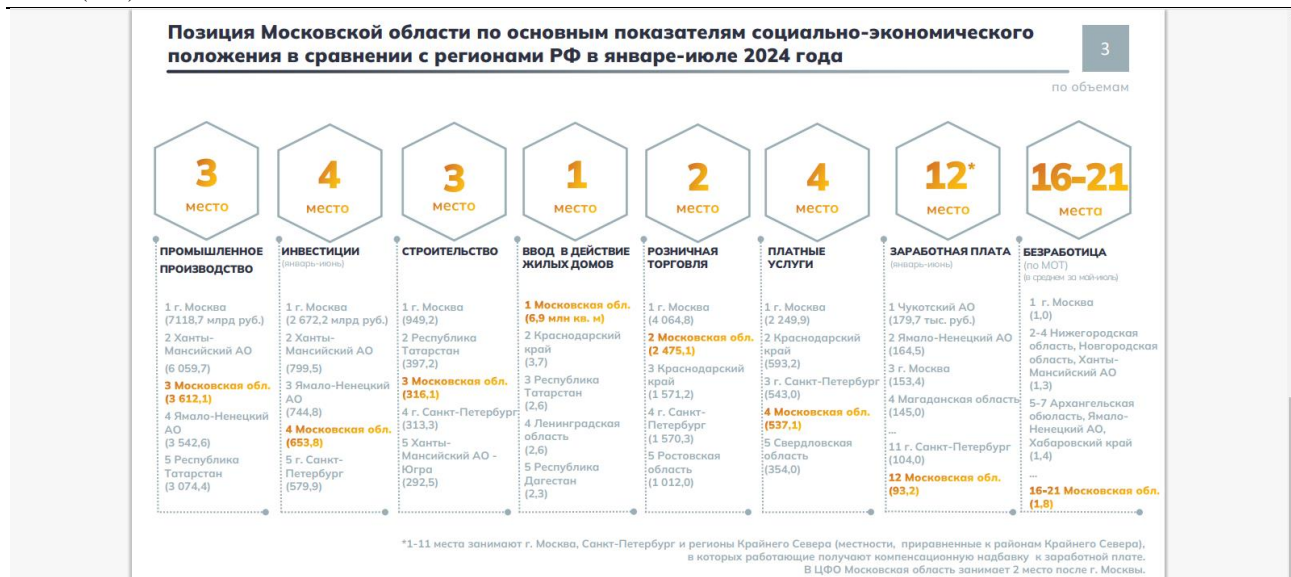 Позиция Московской области по основным показателям социально-экономического
положения в сравнении с регионами РФ в январе-июле 2024 года
3
по объемам
3
место
ПРОМЫШЛЕННОЕ
ПРОИЗВОДСТВО
1 г. Москва
(7118,7 млрд руб.)
2 Ханты-
Мансийский АО
(6 059,7)
3 Московская обл.
(3 612,1)
4 Ямало-Ненецкий
АО
(3 542,6)
5 Республика
Татарстан
(3 074,4)
4
место
ИНВЕСТИЦИИ
(январь-июнь)
1 г. Москва
(2 672,2 млрд руб.)
2 Ханты-
Мансийский АО
(799,5)
3 Ямало-Ненецкий
АО
(744,8)
4 Московская обл.
(653,8)
5 г. Санкт-
Петербург
(579,9)
3
место
СТРОИТЕЛЬСТВО
1 г. Москва
(949,2)
2 Республика
Татарстан
(397,2)
3 Московская обл.
(316,1)
4 г. Санкт-Петербург
(313,3)
5 Ханты-
Мансийский АО -
Югра
(292,5)
1
место
ВВОД В ДЕЙСТВИЕ
ЖИЛЫХ ДОМОВ
1 Московская обл.
(6,9 млн кв. м)
2 Краснодарский
край
(3,7)
3 Республика
Татарстан
(2,6)
4 Ленинградская
область
(2,6)
5 Республика
Дагестан
(2,3)
2
место
РОЗНИЧНАЯ
ТОРГОВЛЯ
1 г. Москва
(4 064,8)
2 Московская обл.
(2 475,1)
3 Краснодарский
край
(1 571,2)
4 г. Санкт-
Петербург
(1 570,3)
5 Ростовская
область
(1 012,0)
4
место
ПЛАТНЫЕ
УСЛУГИ
1 г. Москва
(2 249,9)
2 Краснодарский
край
(593,2)
3 г. Санкт-Петербург
(543,0)
4 Московская обл.
(537,1)
5 Свердловская
область
(354,0)
12*
место
ЗАРАБОТНАЯ ПЛАТА
(январь-июнь)
1 Чукотский АО
(179,7 тыс. руб.)
2 Ямало-Ненецкий АО
(164,5)
3 г. Москва
(153,4)
4 Магаданская область
(145,0)
...
11 г. Санкт-Петербург
(104,0)
12 Московская обл.
(93,2)
16-21
места
БЕЗРАБОТИЦА
(по МОТ)
(в среднем за май-июль)
1 г. Москва
(1,0)
2-4 Нижегородская
область, Новгородская
область, Ханты-
Мансийский АО
(1,3)
5-7 Архангельская
обюласть, Ямало-
Ненецкий АО,
Хабаровский край
(1,4)
...
16-21 Московская обл.
(1,8)
*1-11 места занимают г. Москва, Санкт-Петербург и регионы Крайнего Севера (местности, приравненные к районам Крайнего Севера),
в которых работающие получают компенсационную надбавку к заработной плате.
В ЦФО Московская область занимает 2 место после г. Москвы.